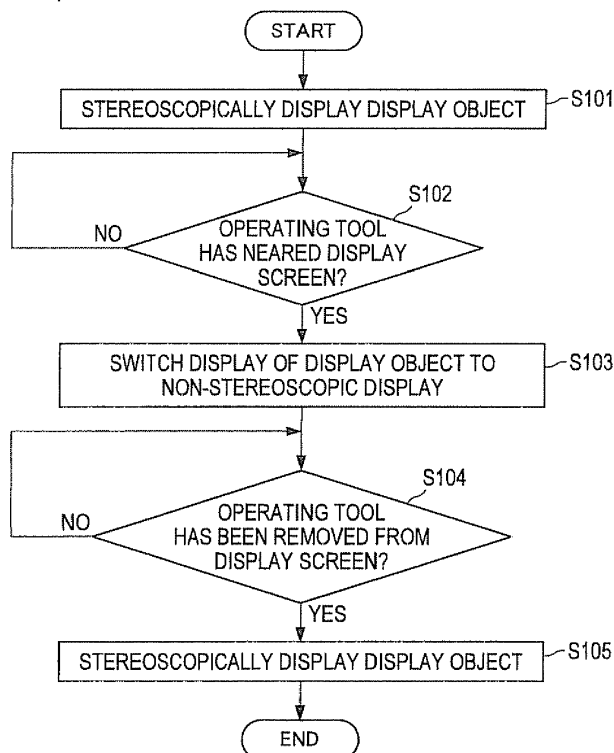 START
STEREOSCOPICALLY DISPLAY DISPLAY OBJECT
S101
S102
OPERATING TOOL
HAS NEARED DISPLAY
SCREEN?
NO
YES
SWITCH DISPLAY OF DISPLAY OBJECT TO
NON-STEREOSCOPIC DISPLAY
S103
S104
OPERATING TOOL
HAS BEEN REMOVED FROM
DISPLAY SCREEN?
NO
YES
STEREOSCOPICALLY DISPLAY DISPLAY OBJECT
S105
END